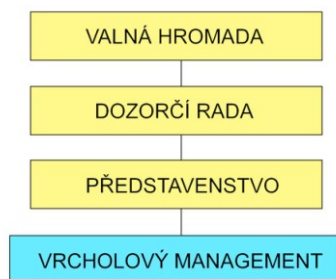 VALNÁ HROMADA
DOZORČÍ RADA
PŘEDSTAVENSTVO
VRCHOLOVÝ MANAGEMENT